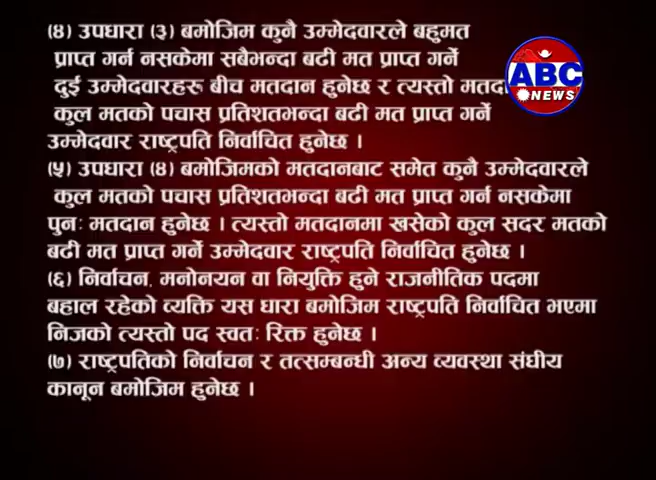 (४) उपधारा (३) बमोजिम कुनै उम्मेदवारले बहुमत
प्राप्त गर्न नसकेमा सबैभन्दा बढी मत प्राप्त गर्ने
दुई उम्मेदवारहरु बीच मतदान हुनेछ र त्यस्तो
कुल मतको पचास प्रतिशतभन्दा बढी मत प्राप्त गर्ने
उम्मेदवार राष्ट्रपति निर्वाचित हुनेछ ।
(५) उपधारा (४) बमोजिमको मतदानबाट समेत कुनै उम्मेदवारले
कुल मतको पचास प्रतिशतभन्दा बढी मत प्राप्त गर्न नसकेमा
पुनः मतदान हुनेछ । त्यस्तो मतदानमा खसेको कुल सदर मतको
बढी मत प्राप्त गर्ने उम्मेदवार राष्ट्रपति निर्वाचित हुनेछ ।
(६) निर्वाचन, मनोनयन वा नियुक्ति हुने राजनीतिक पदमा
बहाल रहेको व्यक्ति यस धारा बमोजिम राष्ट्रपति निर्वाचित भएमा
निजको त्यस्तो पद स्वतः रिक्त हुनेछ ।
(७) राष्ट्रपतिको निर्वाचन र तत्सम्बन्धी अन्य व्यवस्था संघीय
कानून बमोजिम हुनेछ ।
ABC
NEWS